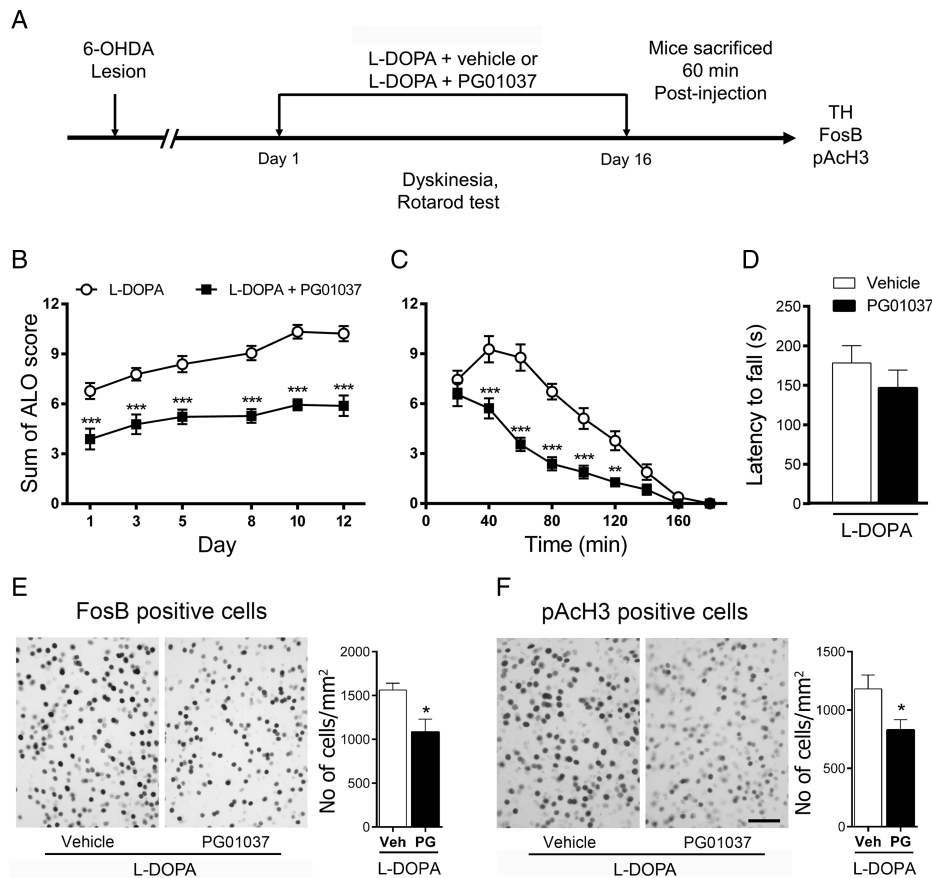 A
6-OHDA
Lesion
L-DOPA + vehicle or
L-DOPA + PG01037
Mice sacrificed
60 min
Post-injection
TH
FosB
pAcH3
Day 1
Day 16
Dyskinesia,
Rotarod test
B
L-DOPA
L-DOPA + PG01037
Sum of ALO score
12
9
6
3
0
***
***
***
***
***
***
1
3
5
8
10
12
Day
C
12
9
6
3
0
***
***
***
***
**
0
40
80
120
160
Time (min)
D
Vehicle
PG01037
Latency to fall (s)
250
200
150
100
50
0
L-DOPA
E
FosB positive cells
Vehicle
PG01037
L-DOPA
No of cells/mm2
2000
1500
1000
500
0
*
Veh PG
L-DOPA
F
pAcH3 positive cells
Vehicle
PG01037
L-DOPA
No of cells/mm2
1500
1000
500
0
*
Veh PG
L-DOPA